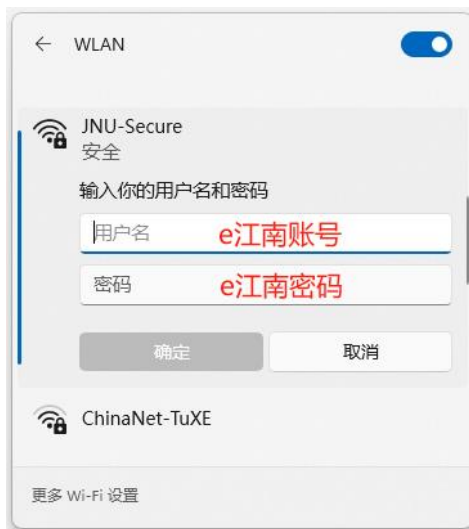 WLAN
JNU-Secure
安全
输入你的用户名和密码
用户名 e江南账号
密码 e江南密码
确定 取消
ChinaNet-TuXE
更多 Wi-Fi 设置